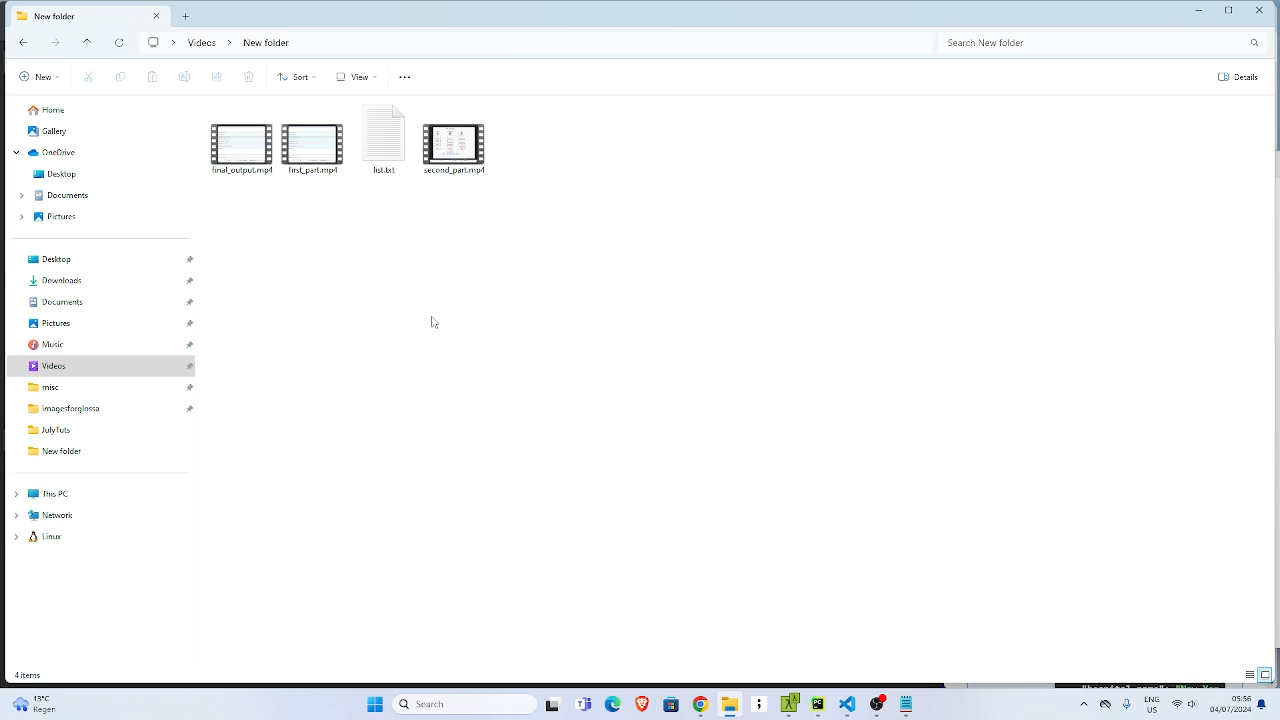 New folder
Videos
New folder
Search New folder
New
Sort
View
Details
Home
Gallery
OneDrive
Desktop
Documents
Pictures
Desktop
Downloads
Documents
Pictures
Music
Videos
misc
imagesforglossa
JulyTuts
New folder
This PC
Network
Linux
final_output.mp4
first_part.mp4
list.txt
second_part.mp4
4 items
13°C
Regen
Search
PC
ENG
US
05:56
04/07/2024